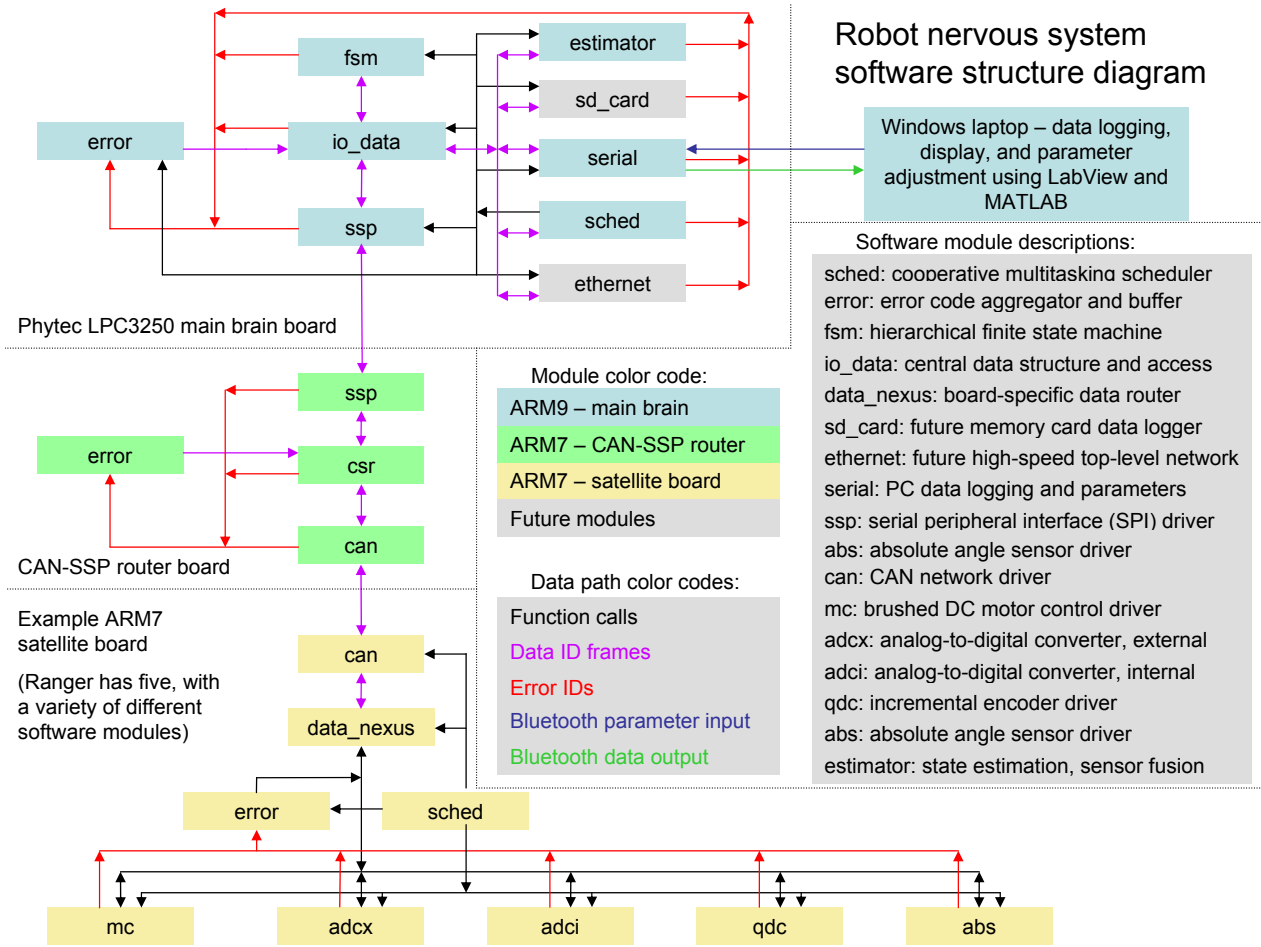 Robot nervous system
software structure diagram
estimator
fsm
sd_card
error
io_data
serial
Windows laptop – data logging,
display, and parameter
adjustment using LabView and
MATLAB
ssp
sched
ethernet
Phytec LPC3250 main brain board
Software module descriptions:
sched: cooperative multitasking scheduler
error: error code aggregator and buffer
fsm: hierarchical finite state machine
io_data: central data structure and access
data_nexus: board-specific data router
sd_card: future memory card data logger
ethernet: future high-speed top-level network
serial: PC data logging and parameters
ssp: serial peripheral interface (SPI) driver
abs: absolute angle sensor driver
can: CAN network driver
mc: brushed DC motor control driver
adcx: analog-to-digital converter, external
adci: analog-to-digital converter, internal
qdc: incremental encoder driver
abs: absolute angle sensor driver
estimator: state estimation, sensor fusion
ssp
error
csr
can
CAN-SSP router board
Module color code:
ARM9 – main brain
ARM7 – CAN-SSP router
ARM7 – satellite board
Future modules
Data path color codes:
Function calls
Data ID frames
Error IDs
Bluetooth parameter input
Bluetooth data output
Example ARM7
satellite board
(Ranger has five, with
a variety of different
software modules)
can
data_nexus
error
sched
mc
adcx
adci
qdc
abs